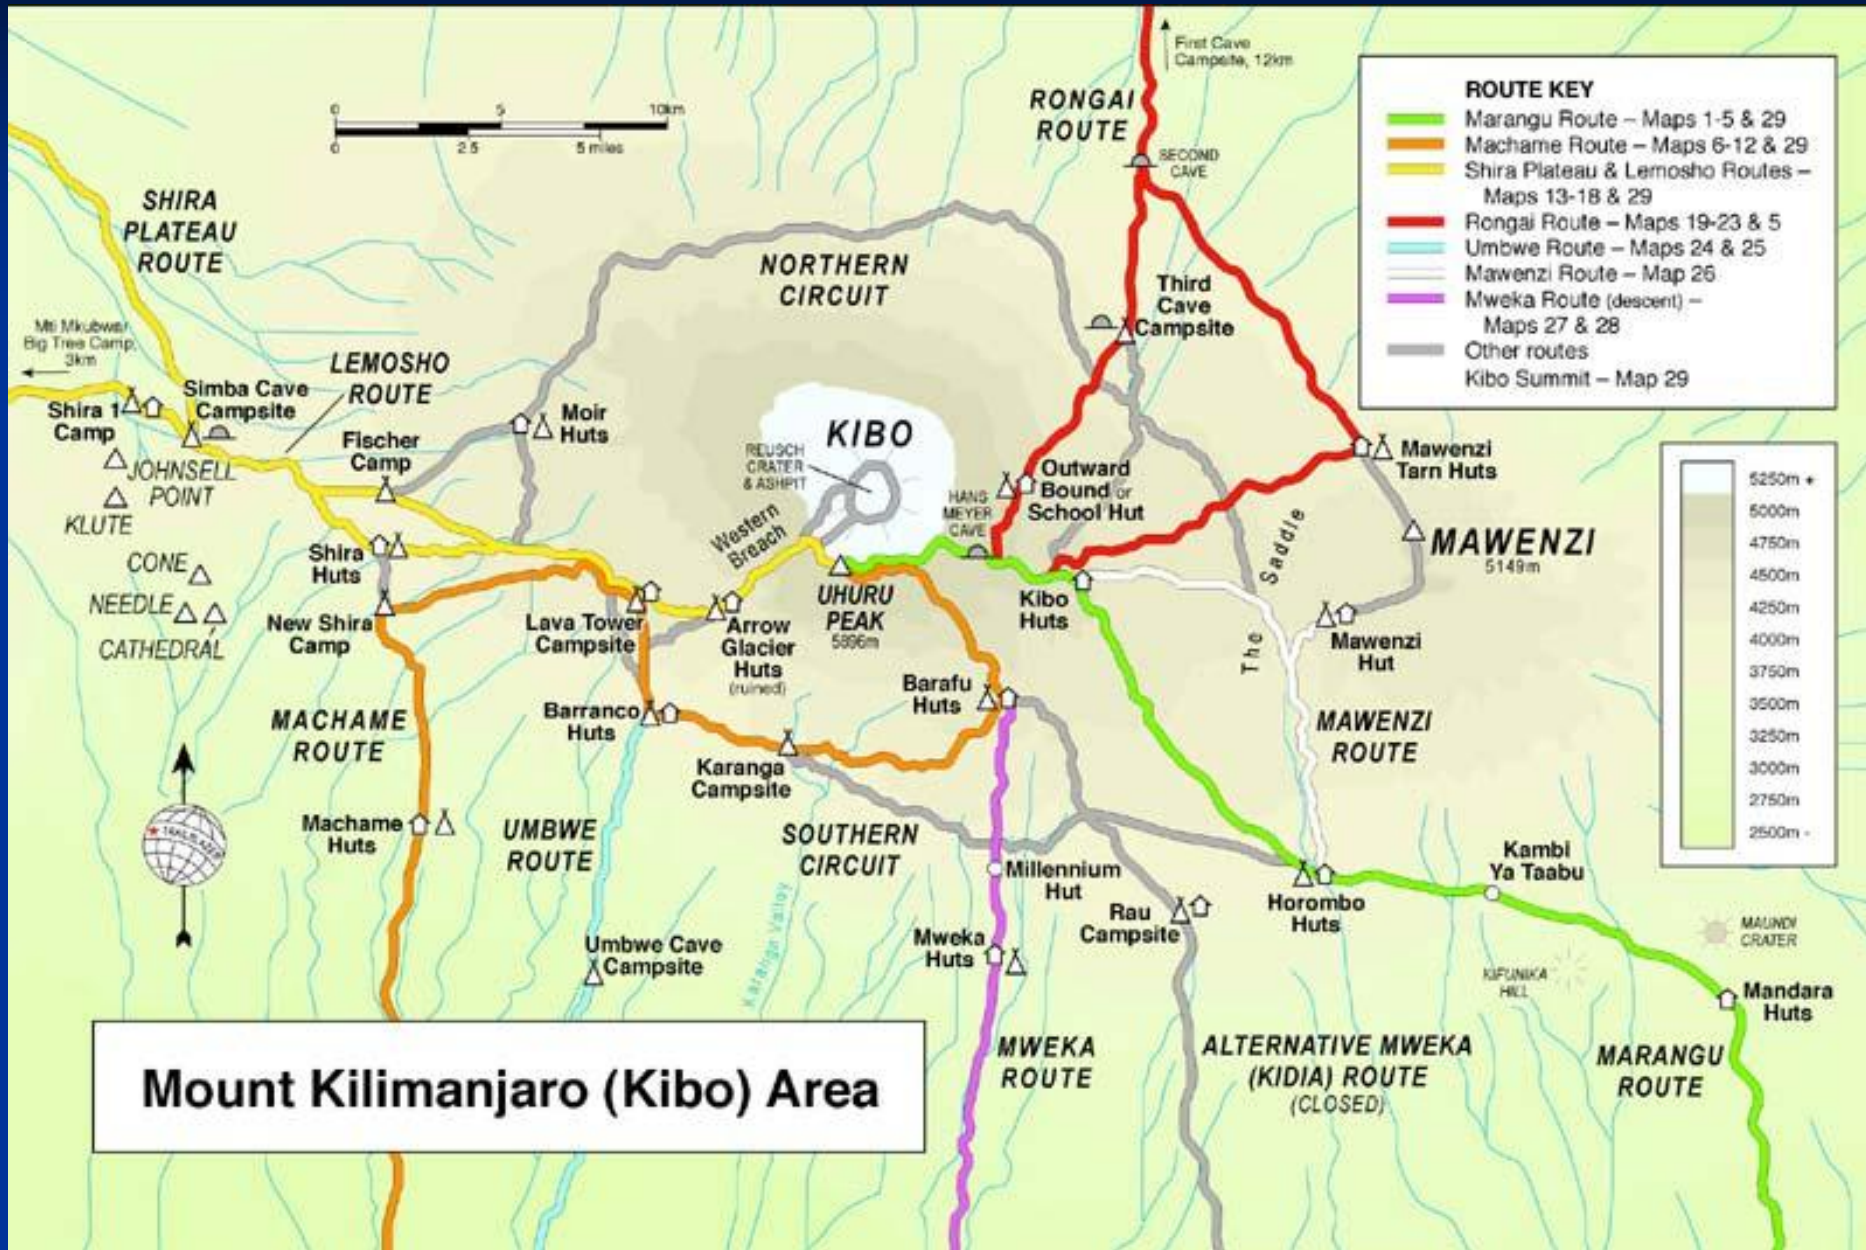 First Cave
Campsite, 12km
RONGAI
ROUTE
SECOND
CAVE
ROUTE KEY
Marangu Route – Maps 1-5 & 29
Machame Route – Maps 6-12 & 29
Shira Plateau & Lemosho Routes –
Maps 13-18 & 29
Rongai Route – Maps 19-23 & 5
Umbwe Route – Maps 24 & 25
Mawenzi Route – Map 26
Mweka Route (descent) –
Maps 27 & 28
Other routes
Kibo Summit – Map 29
0 5 10km
0 2.5 5 miles
SHIRA
PLATEAU
ROUTE
NORTHERN
CIRCUIT
Third
Cave
Campsite
Mti Mkubwa/
Big Tree Camp,
3km
LEMOSHO
ROUTE
Simba Cave
Campsite
Shira 1
Camp
Fischer
Camp
Moir
Huts
KIBO
REUSCH
CRATER
& ASHPIT
HANS
MEYER
CAVE
Outward
Bound or
School Hut
Mawenzi
Tarn Huts
JOHNSELL
POINT
KLUTE
5250m +
5000m
4750m
4500m
4250m
4000m
3750m
3500m
3250m
3000m
2750m
2500m -
Western
Breach
MAWENZI
5149m
CONE
NEEDLE
CATHEDRAL
Shira
Huts
New Shira
Camp
Lava Tower
Campsite
Arrow
Glacier
Huts
(ruined)
UHURU
PEAK
5896m
Kibo
Huts
The Saddle
Mawenzi
Hut
Barafu
Huts
MACHAME
ROUTE
Barranco
Huts
Karanga
Campsite
MAWENZI
ROUTE
TRAILBLAZER
Machame
Huts
UMBWE
ROUTE
SOUTHERN
CIRCUIT
Millennium
Hut
Kambi
Ya Taabu
Rau
Campsite
Horombo
Huts
MAUNDI
CRATER
Karanga Valley
Umbwe Cave
Campsite
Mweka
Huts
KIFUNIKA
HILL
Mandara
Huts
MWEKA
ROUTE
ALTERNATIVE MWEKA
(KIDIA) ROUTE
(CLOSED)
MARANGU
ROUTE
Mount Kilimanjaro (Kibo) Area